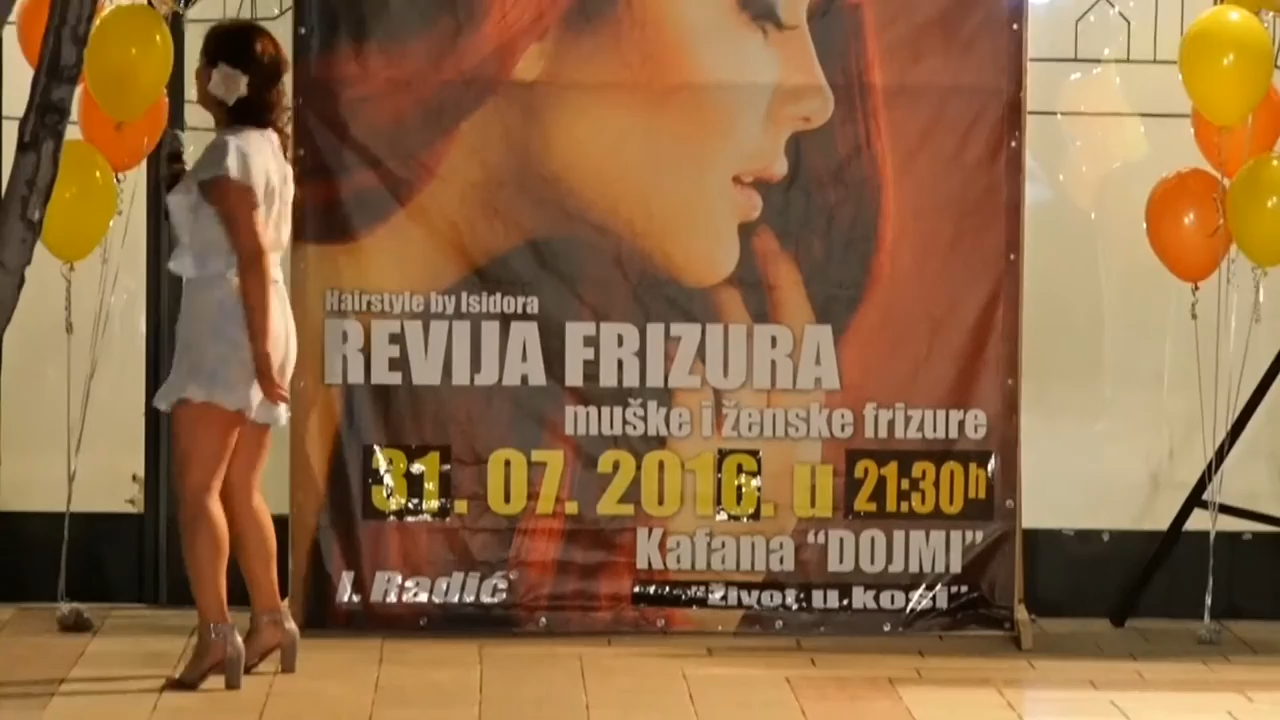 Hairstyle by Isidora
REVIJA FRIZURA
muške i ženske frizure
31. 07. 2016. u 21:30h
Kafana "DOJMI"
I. Radić
"život u kosi"